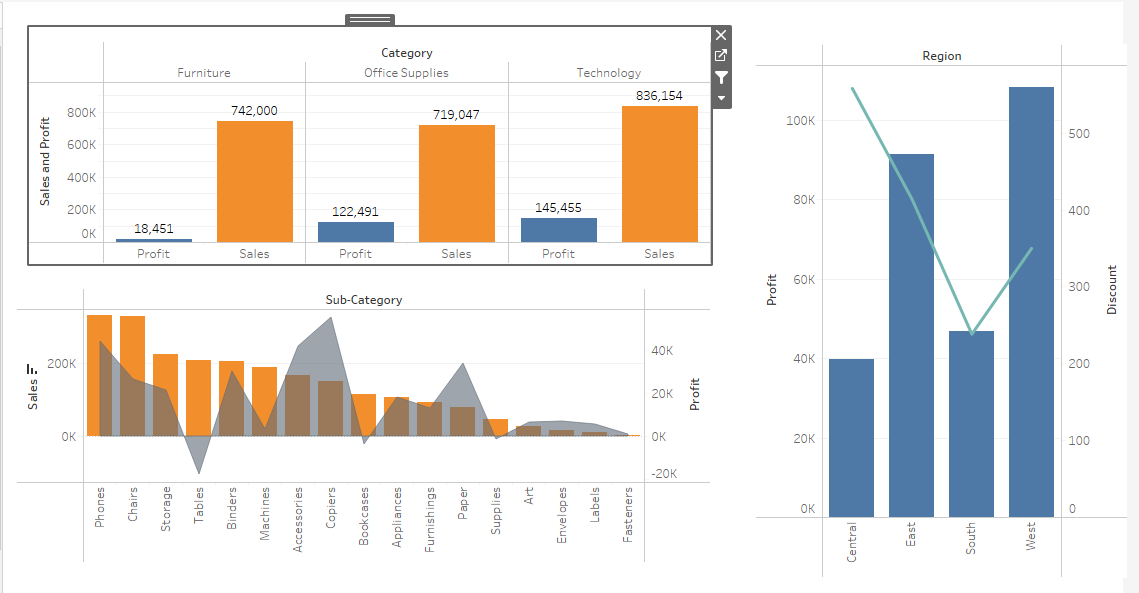 Category
Furniture Office Supplies Technology
Sales and Profit
800K
600K
400K
200K
0K
18,451
742,000
122,491
719,047
145,455
836,154
Profit Sales Profit Sales Profit Sales
Sub-Category
Sales
200K
0K
40K
20K
0K
-20K
Profit
Phones
Chairs
Storage
Tables
Binders
Machines
Accessories
Copiers
Bookcases
Appliances
Furnishings
Paper
Supplies
Art
Envelopes
Labels
Fasteners
Region
Profit
100K
80K
60K
40K
20K
0K
500
400
300
200
100
0
Discount
Central
East
South
West